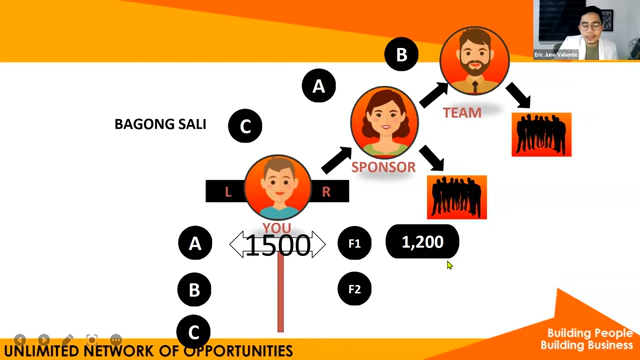 Eric June Valiente
B
A
TEAM
BAGONG SALI
C
SPONSOR
L
R
YOU
A
1500
F1
1,200
B
F2
C
UNLIMITED NETWORK OF OPPORTUNITIES
Building People
Building Business